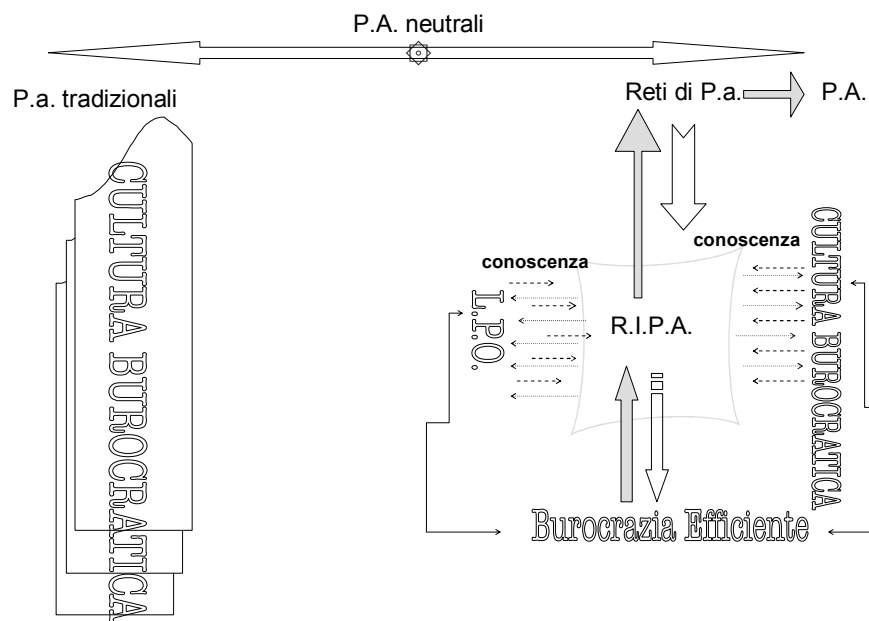 P.A. neutrali
P.a. tradizionali
Reti di P.a.
P.A.
CULTURA BUROCRATICA
conoscenza
conoscenza
L.P.O.
R.I.P.A.
CULTURA BUROCRATICA
Burocrazia Efficiente